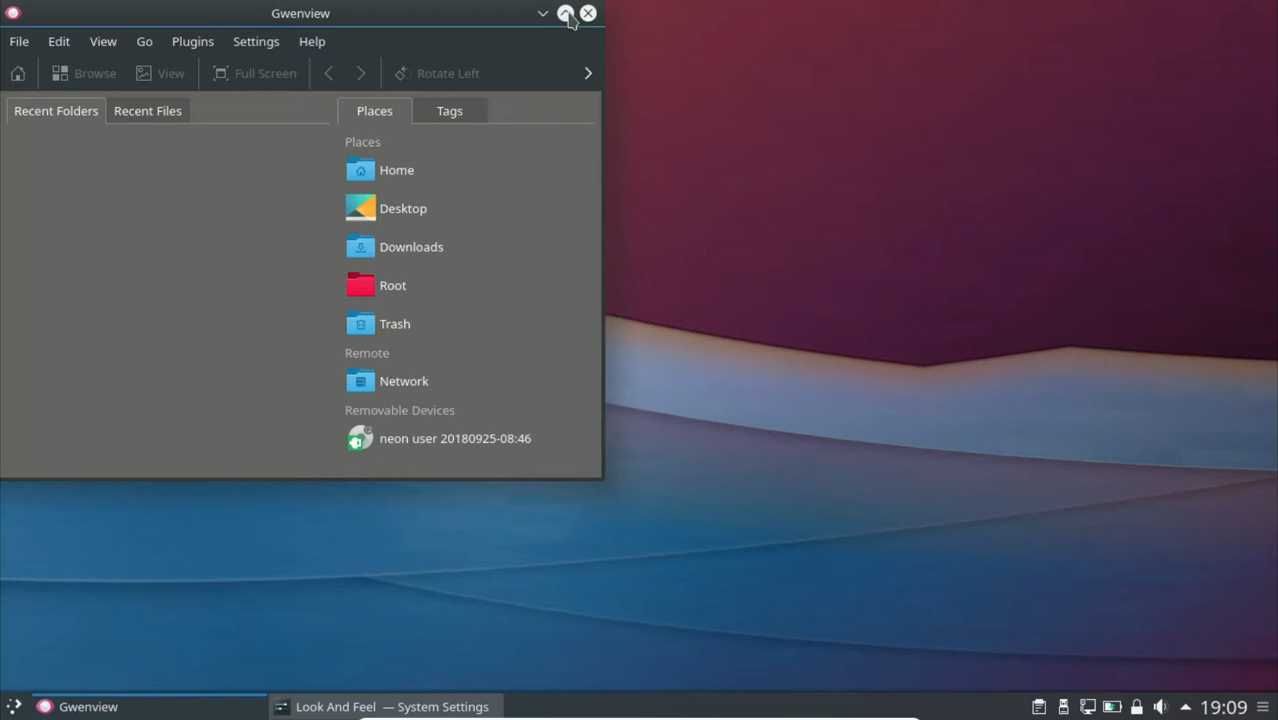 Gwenview
File Edit View Go Plugins Settings Help
Browse View Full Screen Rotate Left
Recent Folders Recent Files Places Tags
Places
Home
Desktop
Downloads
Root
Trash
Remote
Network
Removable Devices
neon user 20180925-08:46
Gwenview Look And Feel — System Settings 19:09